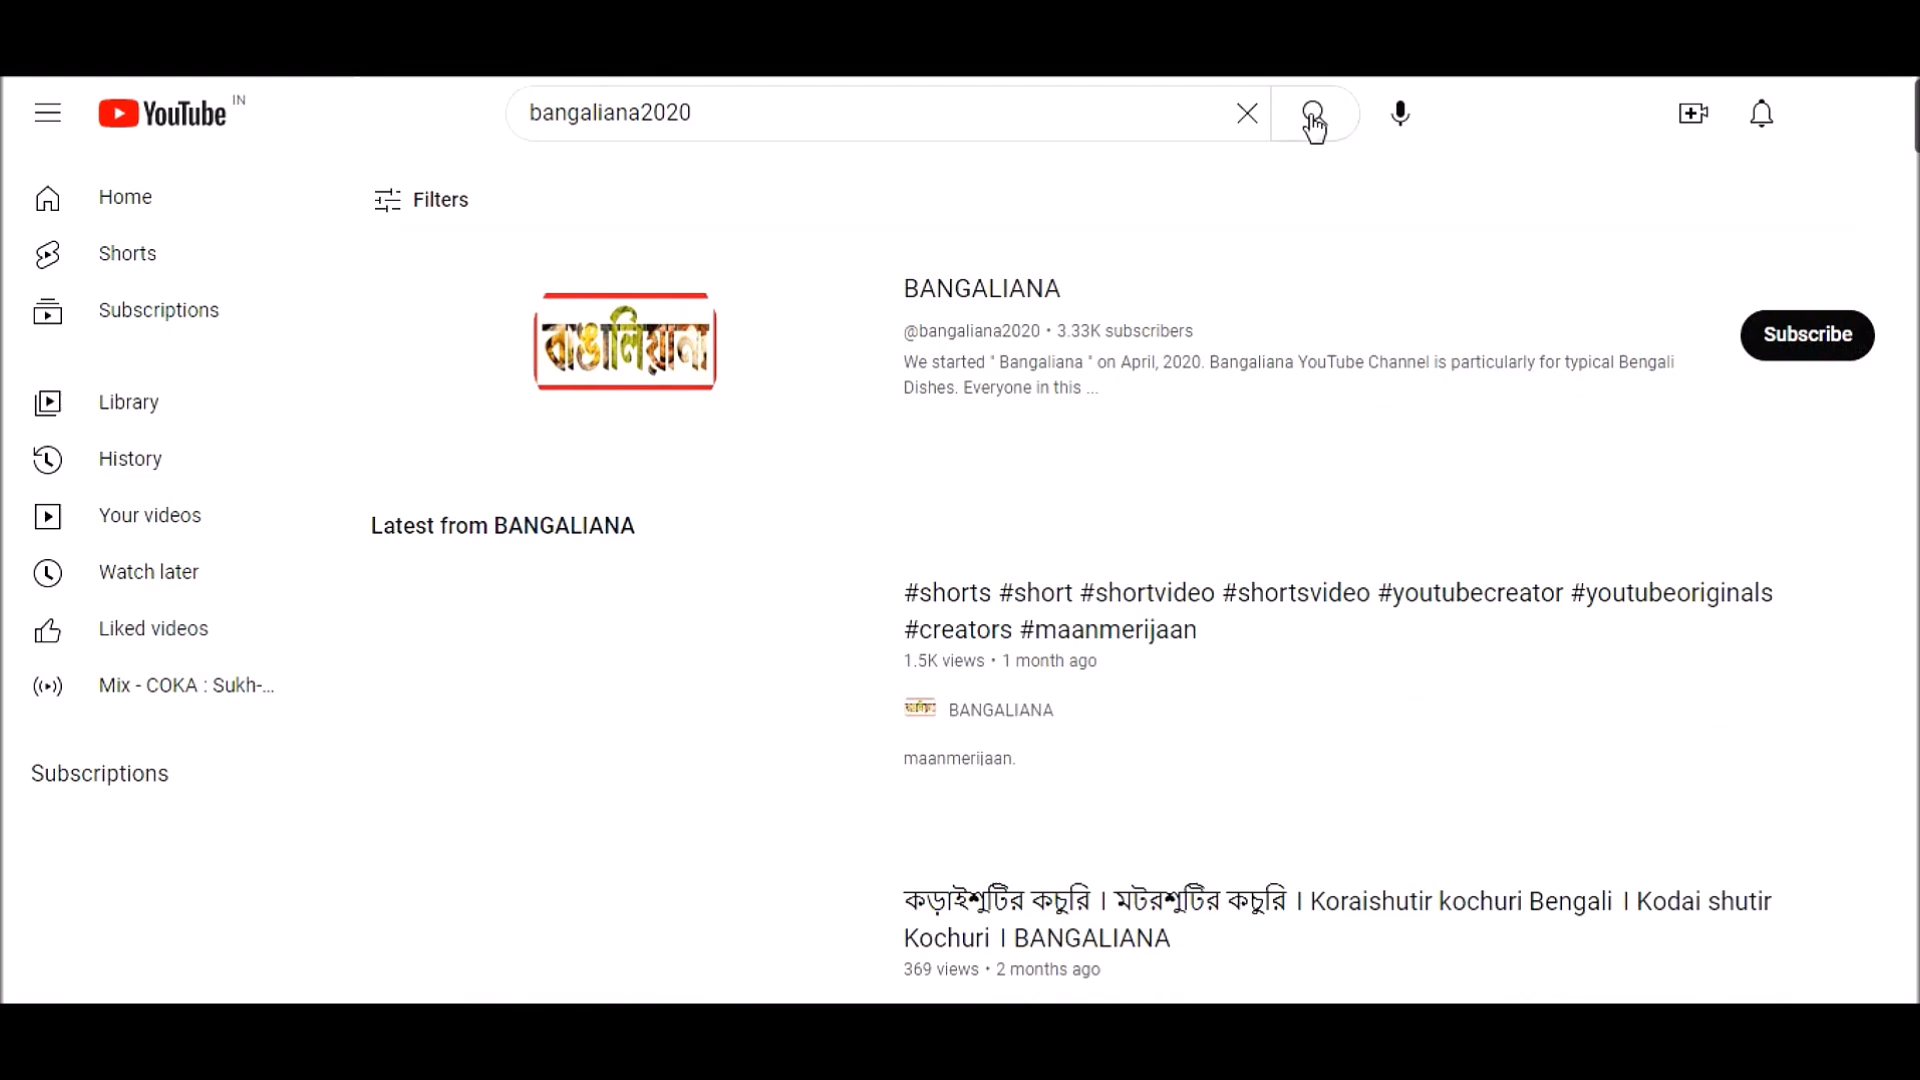 YouTube IN
bangaliana2020
Home
Shorts
Subscriptions
Library
History
Your videos
Watch later
Liked videos
Mix - COKA : Sukh-...
Subscriptions
Filters
বাঙালিয়ানা
BANGALIANA
@bangaliana2020 • 3.33K subscribers
We started " Bangaliana " on April, 2020. Bangaliana YouTube Channel is particularly for typical Bengali
Dishes. Everyone in this ...
Subscribe
Latest from BANGALIANA
#shorts #short #shortvideo #shortsvideo #youtubecreator #youtubeoriginals
#creators #maanmerijaan
1.5K views • 1 month ago
BANGALIANA
maanmerijaan.
কড়াইশুটির কচুরি । মটরশুটির কচুরি । Koraishutir kochuri Bengali । Kodai shutir
Kochuri । BANGALIANA
369 views • 2 months ago